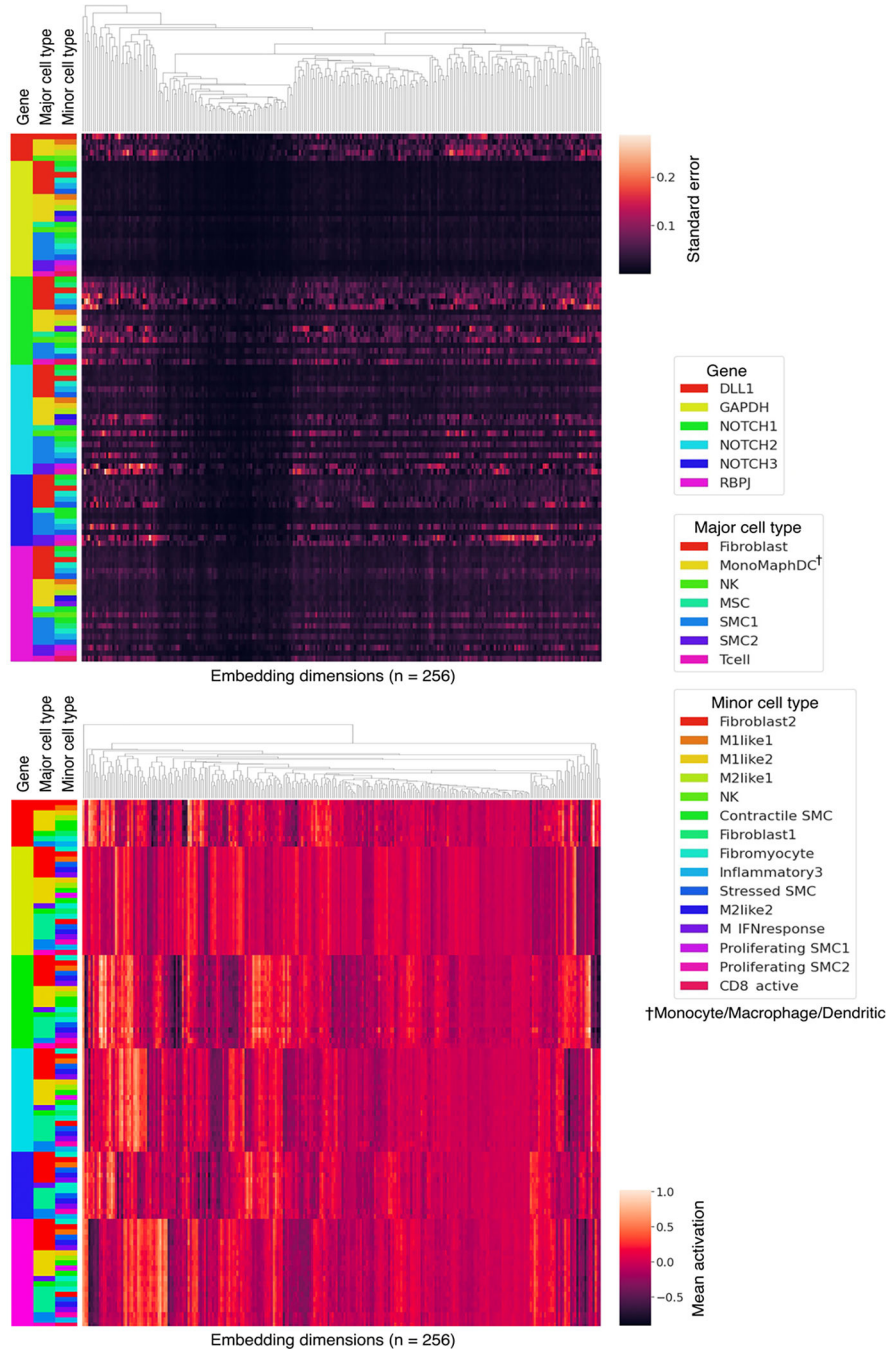 Gene
Major cell type
Minor cell type
0.2
0.1
Standard error
Embedding dimensions (n = 256)
Gene
DLL1
GAPDH
NOTCH1
NOTCH2
NOTCH3
RBPJ
Major cell type
Fibroblast
MonoMaphDC†
NK
MSC
SMC1
SMC2
Tcell
Minor cell type
Fibroblast2
M1like1
M1like2
M2like1
NK
Contractile SMC
Fibroblast1
Fibromyocyte
Inflammatory3
Stressed SMC
M2like2
M IFNresponse
Proliferating SMC1
Proliferating SMC2
CD8 active
†Monocyte/Macrophage/Dendritic
Gene
Major cell type
Minor cell type
1.0
0.5
0.0
−0.5
Mean activation
Embedding dimensions (n = 256)